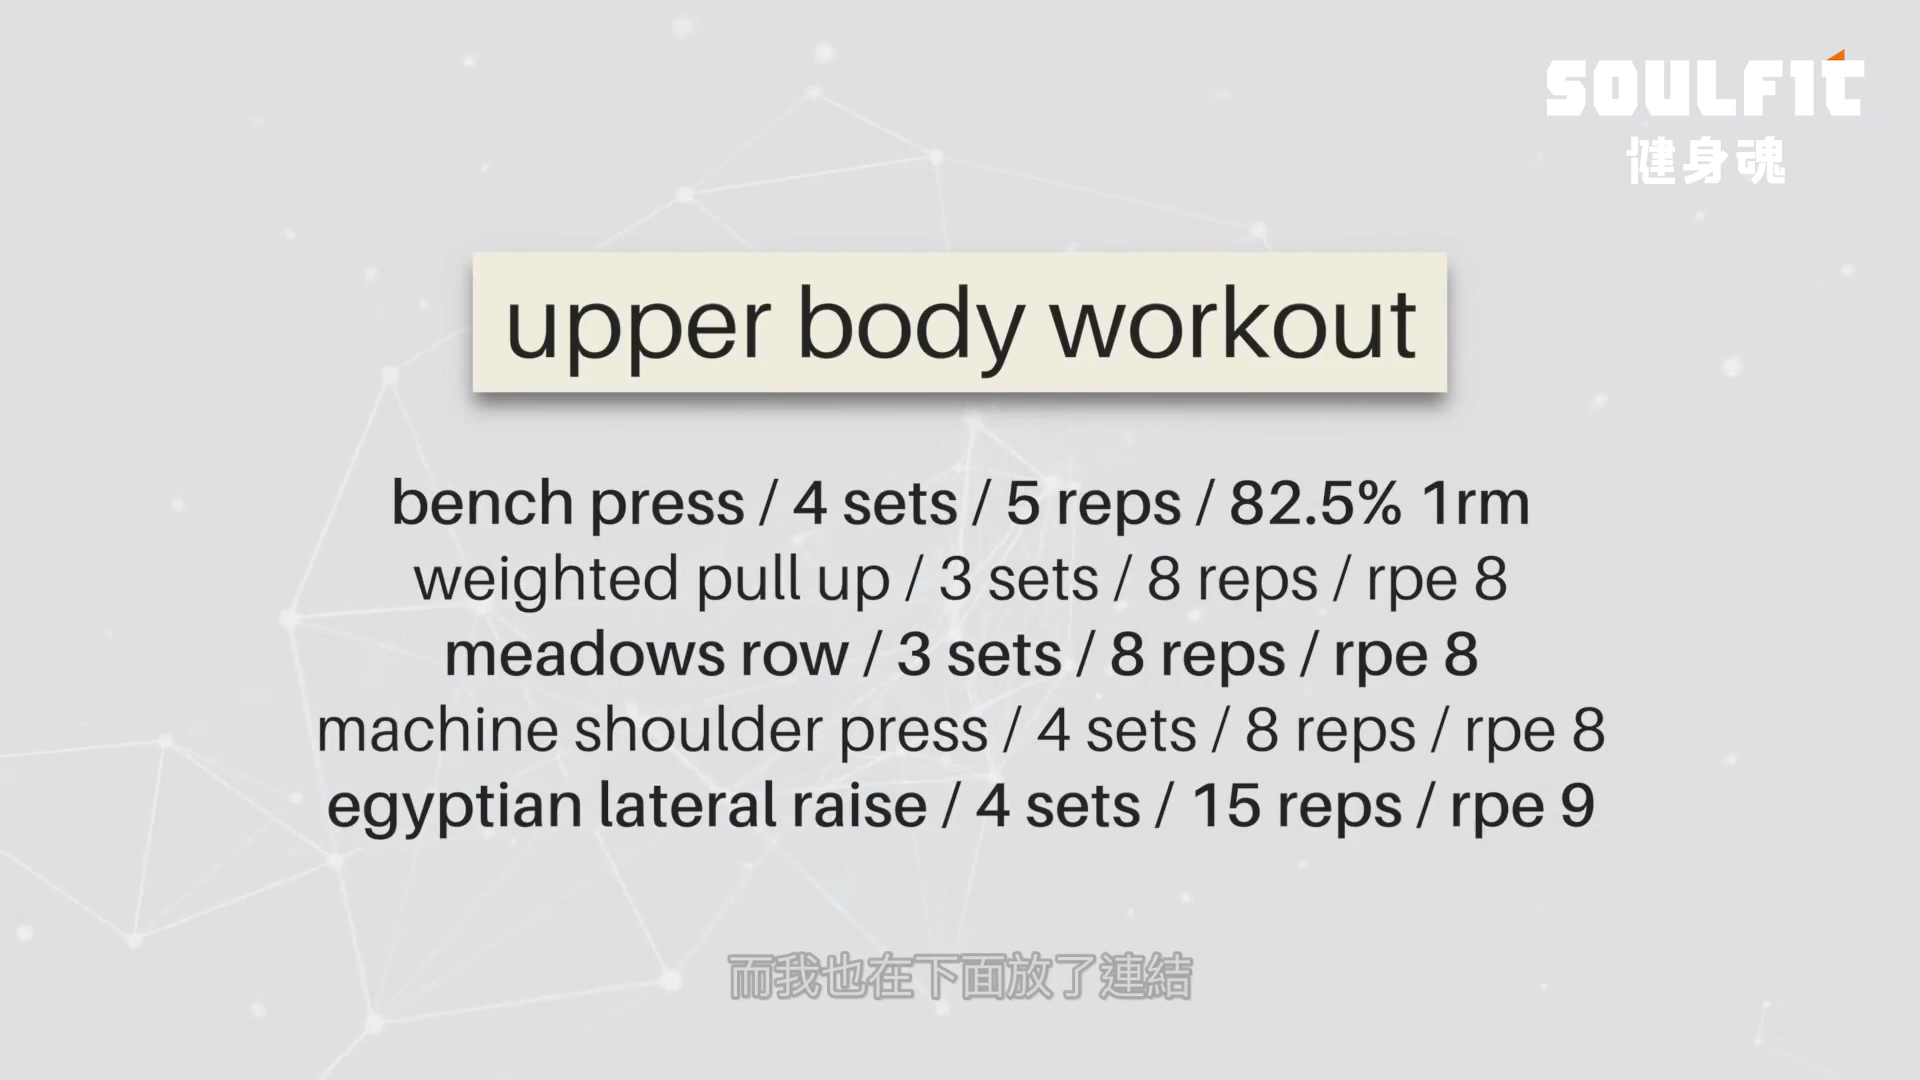 SOULFIT
健身魂
upper body workout
bench press / 4 sets / 5 reps / 82.5% 1rm
weighted pull up / 3 sets / 8 reps / rpe 8
meadows row / 3 sets / 8 reps / rpe 8
machine shoulder press / 4 sets / 8 reps / rpe 8
egyptian lateral raise / 4 sets / 15 reps / rpe 9
而我也在下面放了連結